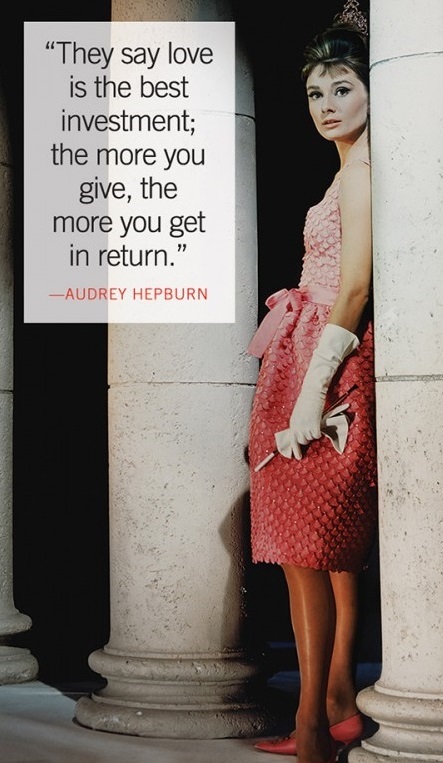 “They say love
is the best
investment;
the more you
give, the
more you get
in return.”
—AUDREY HEPBURN